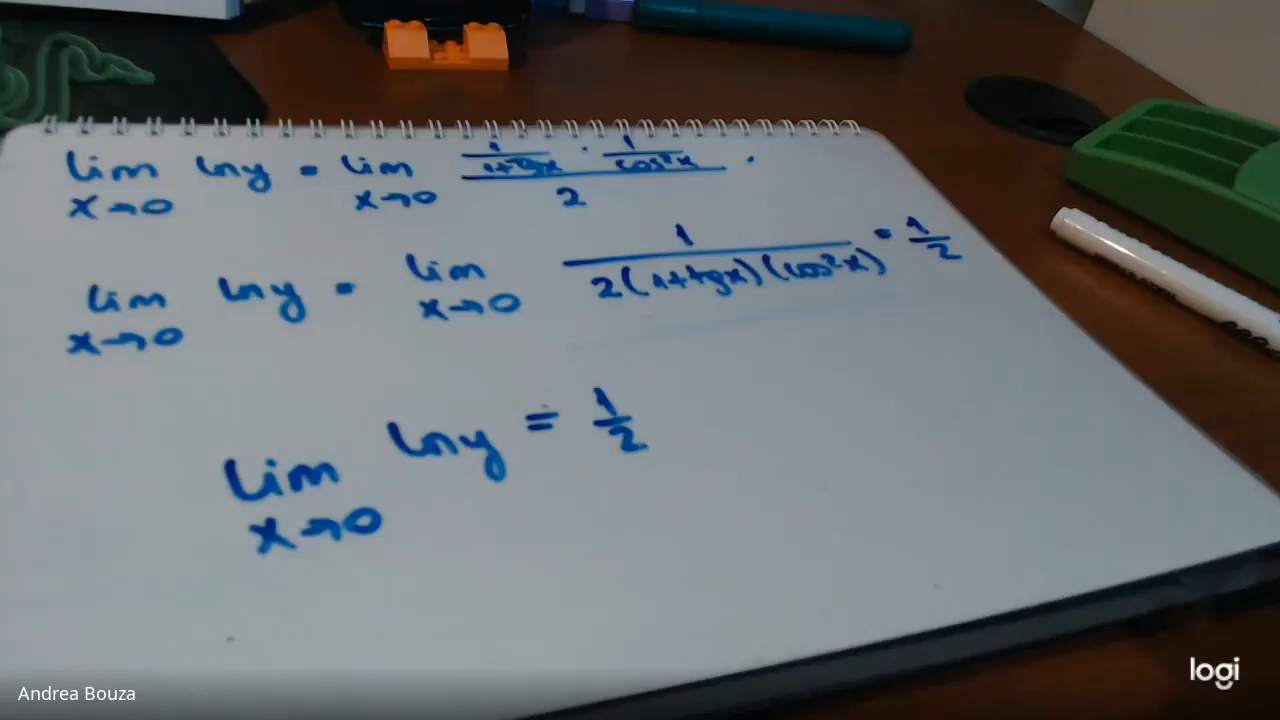 lim ln y = lim 1/(1+tgx) · 1/(cos²x)
x→0 x→0 2
lim ln y = lim 1/(2(1+tgx)(cos²x)) = 1/2
x→0 x→0
lim ln y = 1/2
x→0
logi
Andrea Bouza